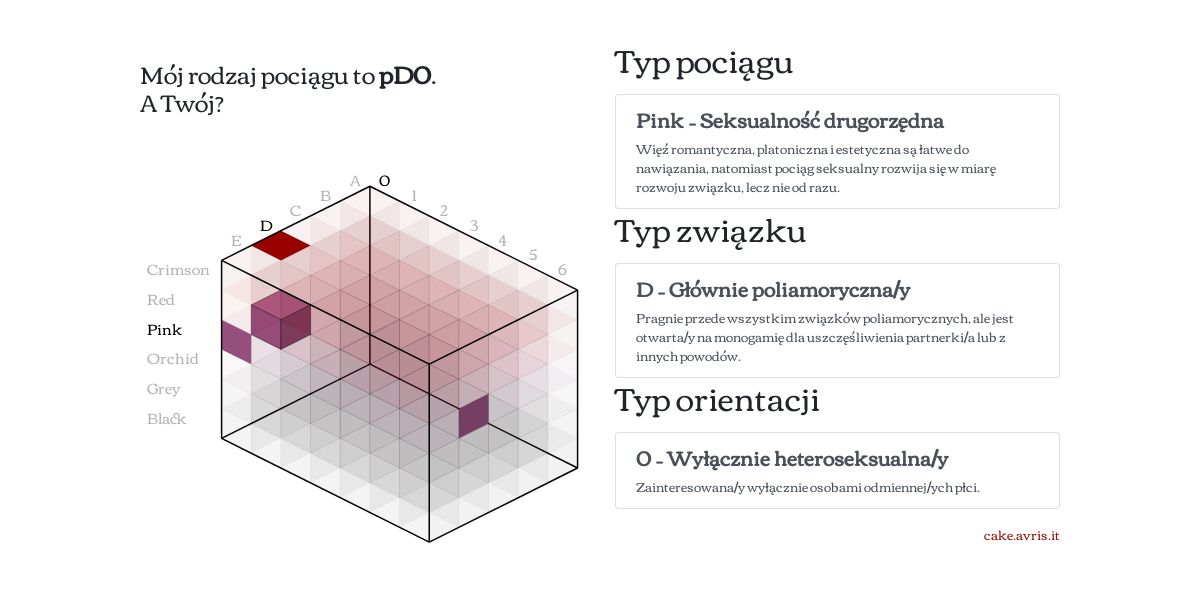 Mój rodzaj pociągu to pDO.
A Twój?
A
O
B
1
C
2
D
3
E
4
5
6
Crimson
Red
Pink
Orchid
Grey
Black
Typ pociągu
Pink – Seksualność drugorzędna
Więź romantyczna, platoniczna i estetyczna są łatwe do
nawiązania, natomiast pociąg seksualny rozwija się w miarę
rozwoju związku, lecz nie od razu.
Typ związku
D – Głównie poliamoryczna/y
Pragnie przede wszystkim związków poliamorycznych, ale jest
otwarta/y na monogamię dla uszczęśliwienia partnerki/a lub z
innych powodów.
Typ orientacji
0 – Wyłącznie heteroseksualna/y
Zainteresowana/y wyłącznie osobami odmiennej/ych płci.
cake.avris.it